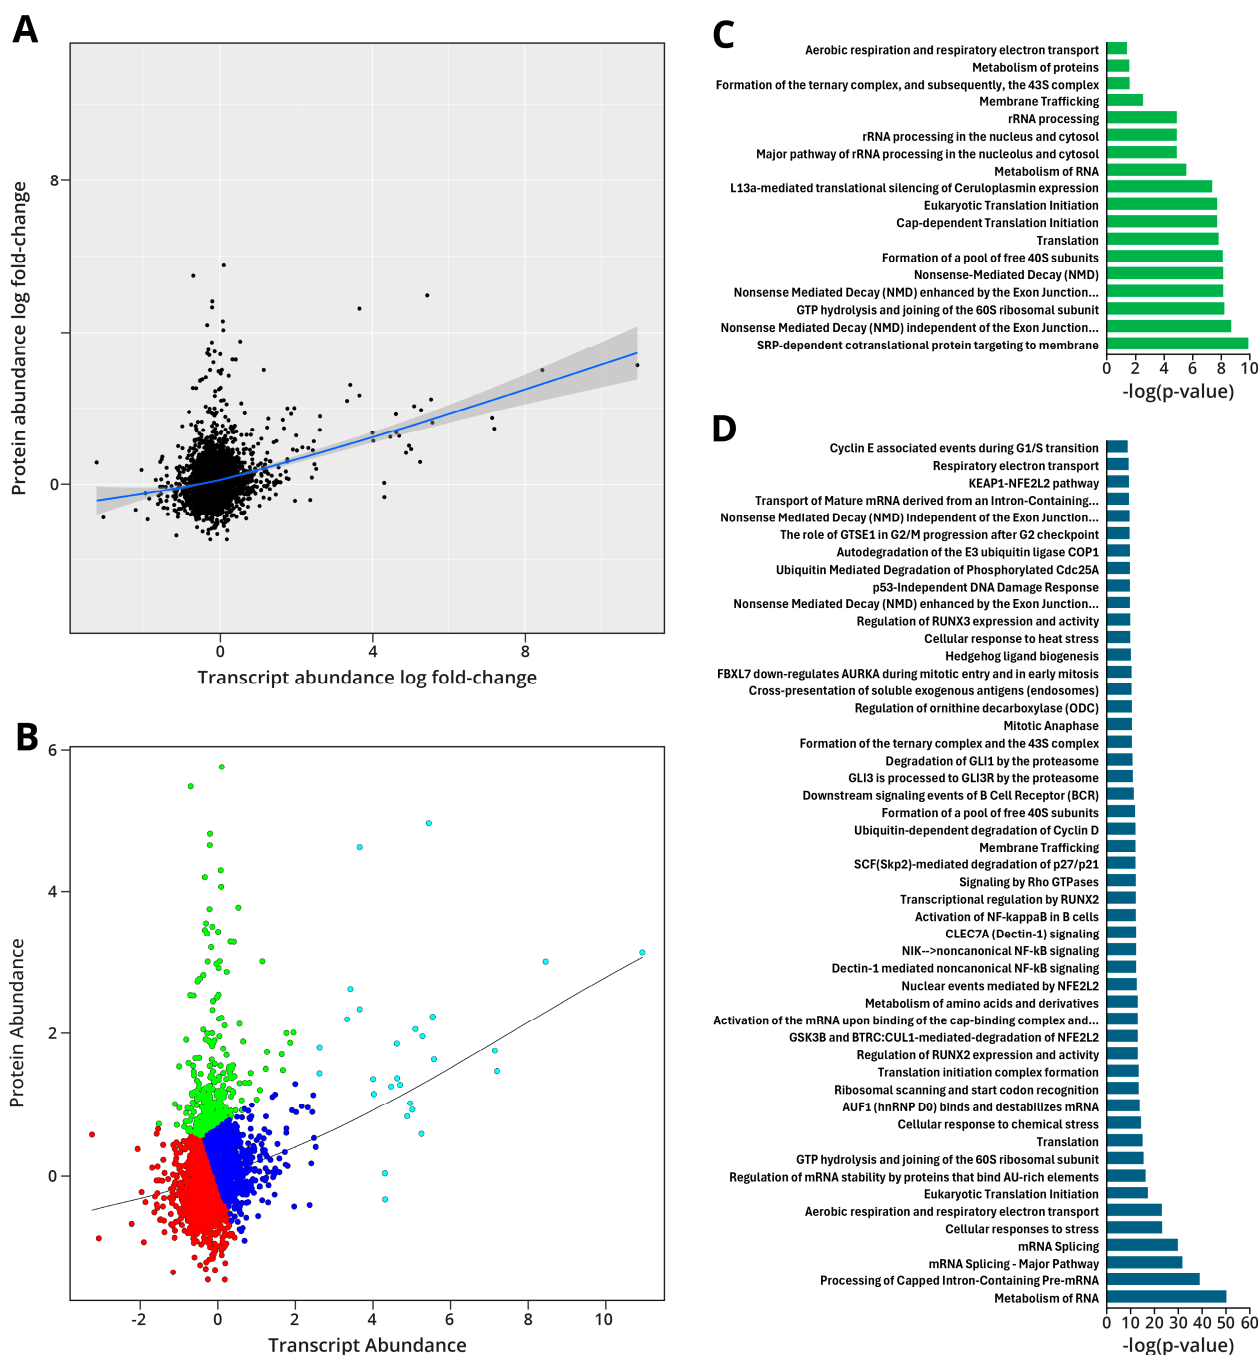 A
Protein abundance log fold-change
8
0
0
4
8
Transcript abundance log fold-change
B
Protein Abundance
6
4
2
0
-2
0
2
4
6
8
10
Transcript Abundance
C
Aerobic respiration and respiratory electron transport
Metabolism of proteins
Formation of the ternary complex, and subsequently, the 43S complex
Membrane Trafficking
rRNA processing
rRNA processing in the nucleus and cytosol
Major pathway of rRNA processing in the nucleolus and cytosol
Metabolism of RNA
L13a-mediated translational silencing of Ceruloplasmin expression
Eukaryotic Translation Initiation
Cap-dependent Translation Initiation
Translation
Formation of a pool of free 40S subunits
Nonsense-Mediated Decay (NMD)
Nonsense Mediated Decay (NMD) enhanced by the Exon Junction...
GTP hydrolysis and joining of the 60S ribosomal subunit
Nonsense Mediated Decay (NMD) independent of the Exon Junction...
SRP-dependent cotranslational protein targeting to membrane
0 2 4 6 8 10
-log(p-value)
D
Cyclin E associated events during G1/S transition
Respiratory electron transport
KEAP1-NFE2L2 pathway
Transport of Mature mRNA derived from an Intron-Containing...
Nonsense Mediated Decay (NMD) Independent of the Exon Junction...
The role of GTSE1 in G2/M progression after G2 checkpoint
Autodegradation of the E3 ubiquitin ligase COP1
Ubiquitin Mediated Degradation of Phosphorylated Cdc25A
p53-Independent DNA Damage Response
Nonsense Mediated Decay (NMD) enhanced by the Exon Junction...
Regulation of RUNX3 expression and activity
Cellular response to heat stress
Hedgehog ligand biogenesis
FBXL7 down-regulates AURKA during mitotic entry and in early mitosis
Cross-presentation of soluble exogenous antigens (endosomes)
Regulation of ornithine decarboxylase (ODC)
Mitotic Anaphase
Formation of the ternary complex and the 43S complex
Degradation of GLI1 by the proteasome
GLI3 is processed to GLI3R by the proteasome
Downstream signaling events of B Cell Receptor (BCR)
Formation of a pool of free 40S subunits
Ubiquitin-dependent degradation of Cyclin D
Membrane Trafficking
SCF(Skp2)-mediated degradation of p27/p21
Signaling by Rho GTPases
Transcriptional regulation by RUNX2
Activation of NF-kappaB in B cells
CLEC7A (Dectin-1) signaling
NIK-->noncanonical NF-kB signaling
Dectin-1 mediated noncanonical NF-kB signaling
Nuclear events mediated by NFE2L2
Metabolism of amino acids and derivatives
Activation of the mRNA upon binding of the cap-binding complex and...
GSK3B and BTRC:CUL1-mediated-degradation of NFE2L2
Regulation of RUNX2 expression and activity
Translation initiation complex formation
Ribosomal scanning and start codon recognition
AUF1 (hnRNP D0) binds and destabilizes mRNA
Cellular response to chemical stress
Translation
GTP hydrolysis and joining of the 60S ribosomal subunit
Regulation of mRNA stability by proteins that bind AU-rich elements
Eukaryotic Translation Initiation
Aerobic respiration and respiratory electron transport
Cellular responses to stress
mRNA Splicing
mRNA Splicing - Major Pathway
Processing of Capped Intron-Containing Pre-mRNA
Metabolism of RNA
0 10 20 30 40 50 60
-log(p-value)